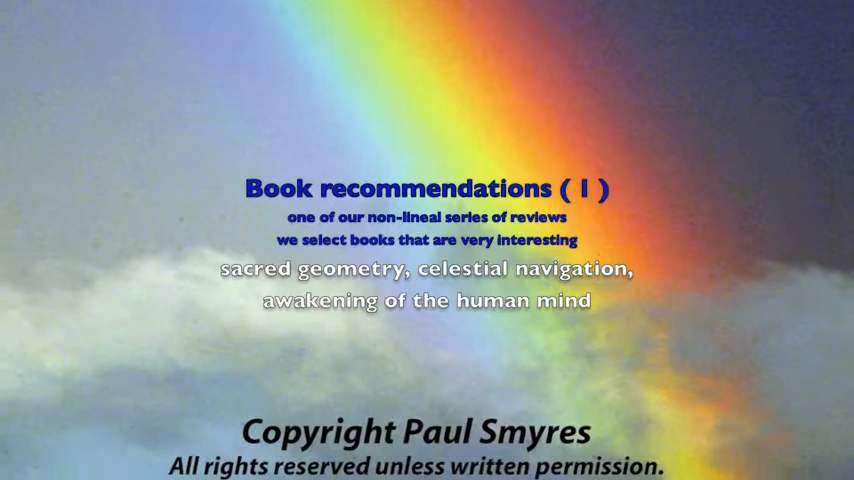 Book recommendations ( 1 )
one of our non-lineal series of reviews
we select books that are very interesting
sacred geometry, celestial navigation,
awakening of the human mind
Copyright Paul Smyres
All rights reserved unless written permission.